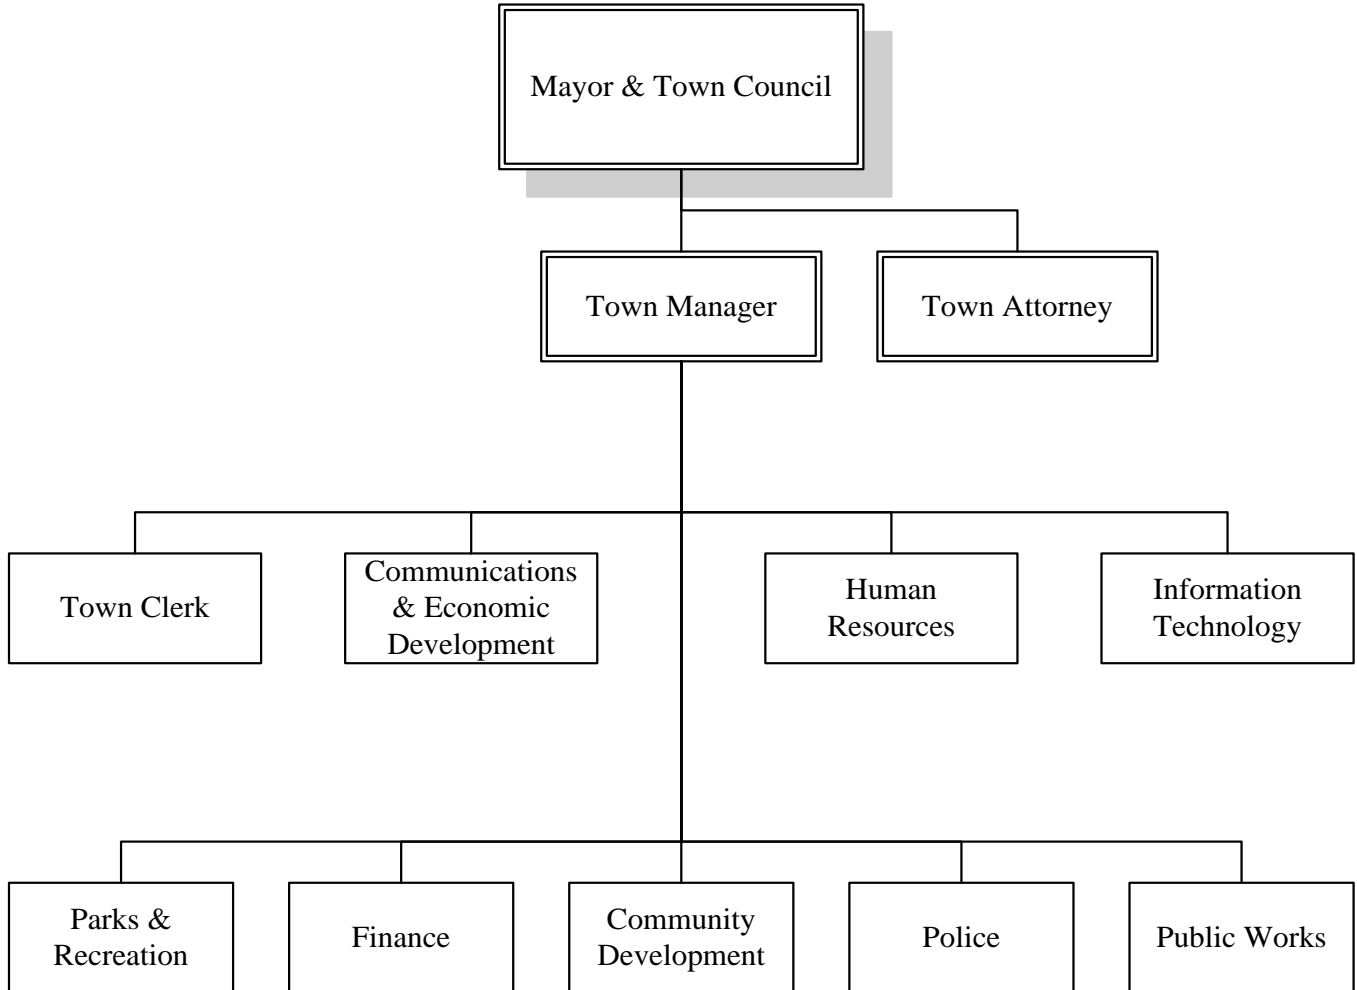 Mayor & Town Council
Town Manager
Town Attorney
Town Clerk
Communications
& Economic
Development
Human
Resources
Information
Technology
Parks &
Recreation
Finance
Community
Development
Police
Public Works